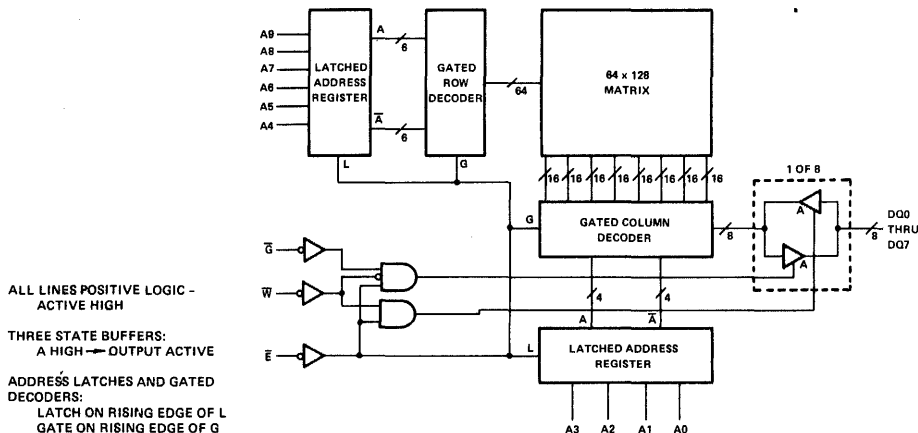 A9
A8
A7
A6
A5
A4
LATCHED
ADDRESS
REGISTER
L
A
6
A̅
6
GATED
ROW
DECODER
G
64
64 x 128
MATRIX
16 16 16 16 16 16 16 16
G
GATED COLUMN
DECODER
8
1 OF 8
A
A
8
DQ0
THRU
DQ7
G̅
W̅
E̅
4 4
A A̅
L
LATCHED ADDRESS
REGISTER
A3 A2 A1 A0
ALL LINES POSITIVE LOGIC –
ACTIVE HIGH
THREE STATE BUFFERS:
A HIGH → OUTPUT ACTIVE
ADDRESS LATCHES AND GATED
DECODERS:
LATCH ON RISING EDGE OF L
GATE ON RISING EDGE OF G